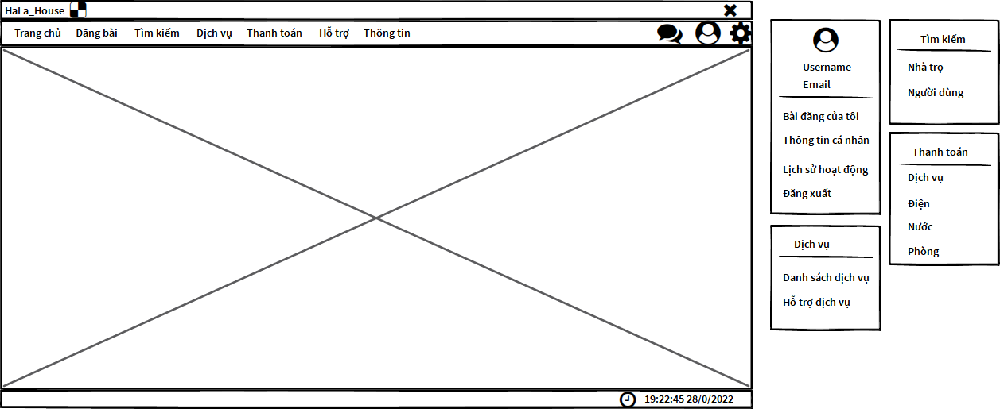 HaLa_House
Trang chủ Đăng bài Tìm kiếm Dịch vụ Thanh toán Hỗ trợ Thông tin
19:22:45 28/0/2022
Username
Email
Bài đăng của tôi
Thông tin cá nhân
Lịch sử hoạt động
Đăng xuất
Dịch vụ
Danh sách dịch vụ
Hỗ trợ dịch vụ
Tìm kiếm
Nhà trọ
Người dùng
Thanh toán
Dịch vụ
Điện
Nước
Phòng